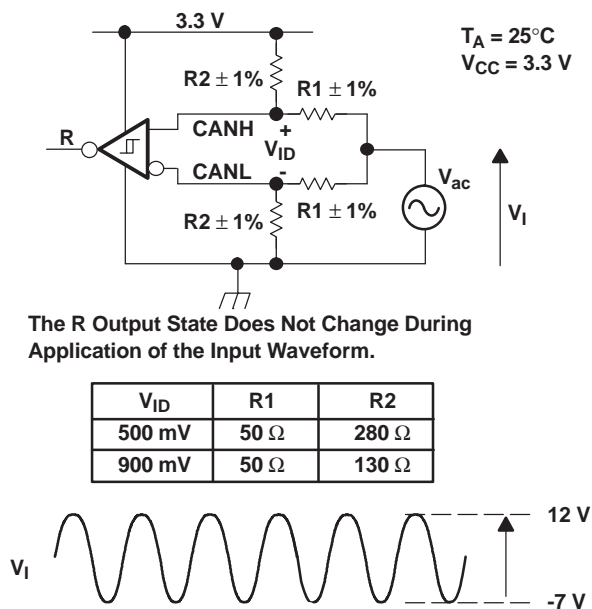 3.3 V
T_A = 25°C
V_CC = 3.3 V
R2 ± 1%
R1 ± 1%
CANH
+
R
V_ID
CANL
-
V_ac
R2 ± 1%
R1 ± 1%
V_I
The R Output State Does Not Change During
Application of the Input Waveform.
V_ID R1 R2
500 mV 50 Ω 280 Ω
900 mV 50 Ω 130 Ω
12 V
V_I
-7 V